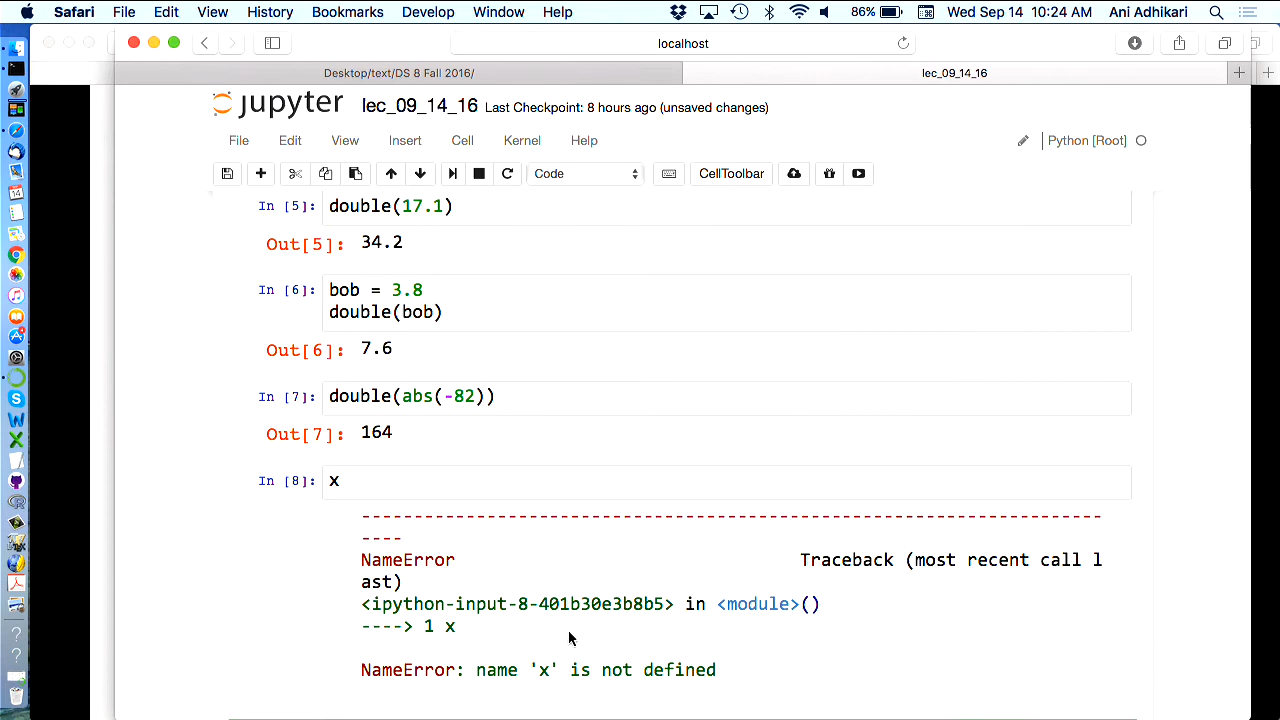 Safari File Edit View History Bookmarks Develop Window Help 86% Wed Sep 14 10:24 AM Ani Adhikari
localhost
Desktop/text/DS 8 Fall 2016/ lec_09_14_16
jupyter lec_09_14_16 Last Checkpoint: 8 hours ago (unsaved changes)
File Edit View Insert Cell Kernel Help Python [Root]
Code CellToolbar
In [5]: double(17.1)
Out[5]: 34.2
In [6]: bob = 3.8
double(bob)
Out[6]: 7.6
In [7]: double(abs(-82))
Out[7]: 164
In [8]: x
-----------------------------------------------------------------------
----
NameError Traceback (most recent call l
ast)
<ipython-input-8-401b30e3b8b5> in <module>()
----> 1 x
NameError: name 'x' is not defined